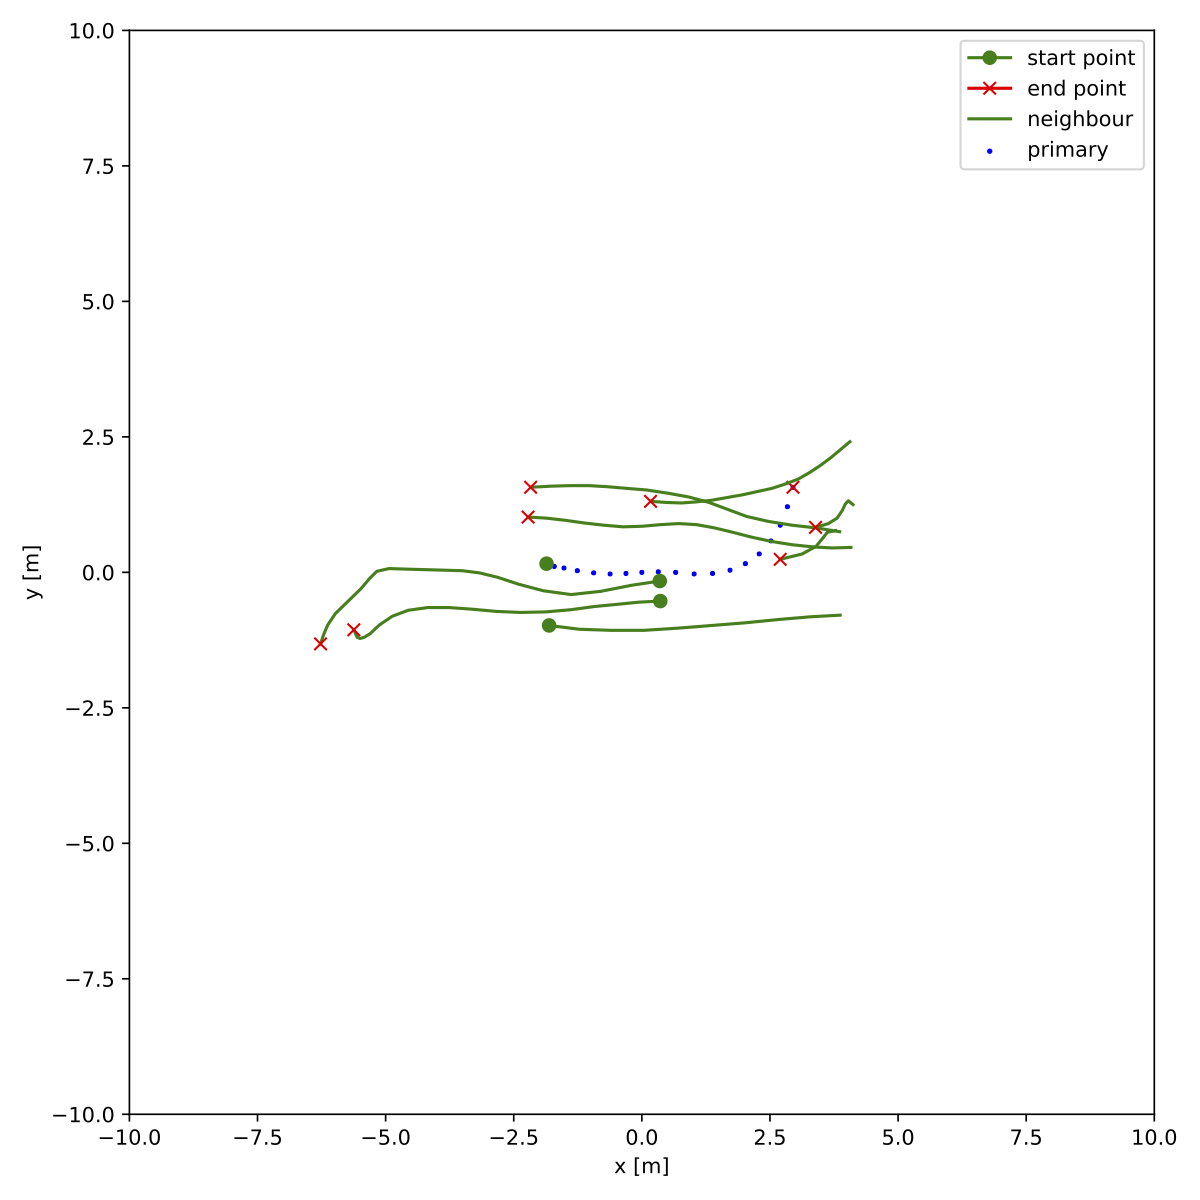 10.0
7.5
5.0
2.5
0.0
−2.5
−5.0
−7.5
−10.0
y [m]
−10.0 −7.5 −5.0 −2.5 0.0 2.5 5.0 7.5 10.0
x [m]
start point
end point
neighbour
primary